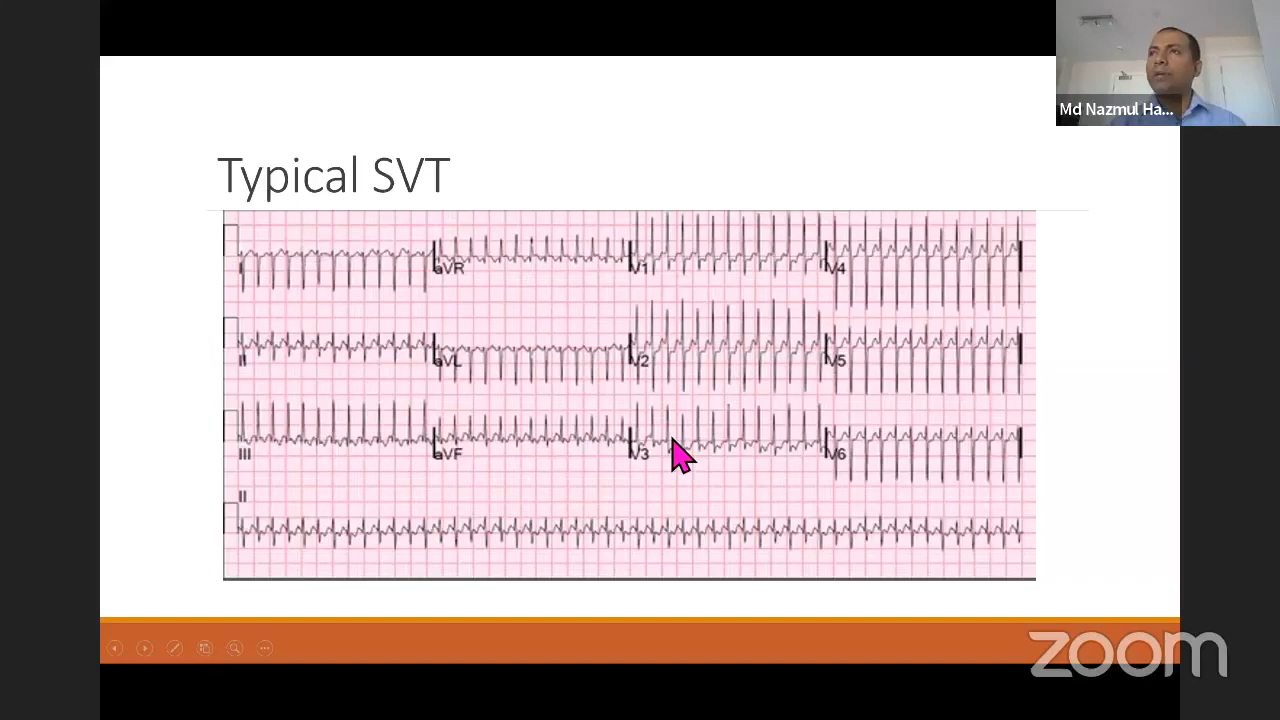 Md Nazmul Ha...
Typical SVT
I aVR V1 V4
II aVL V2 V5
III aVF V3 V6
II
zoom